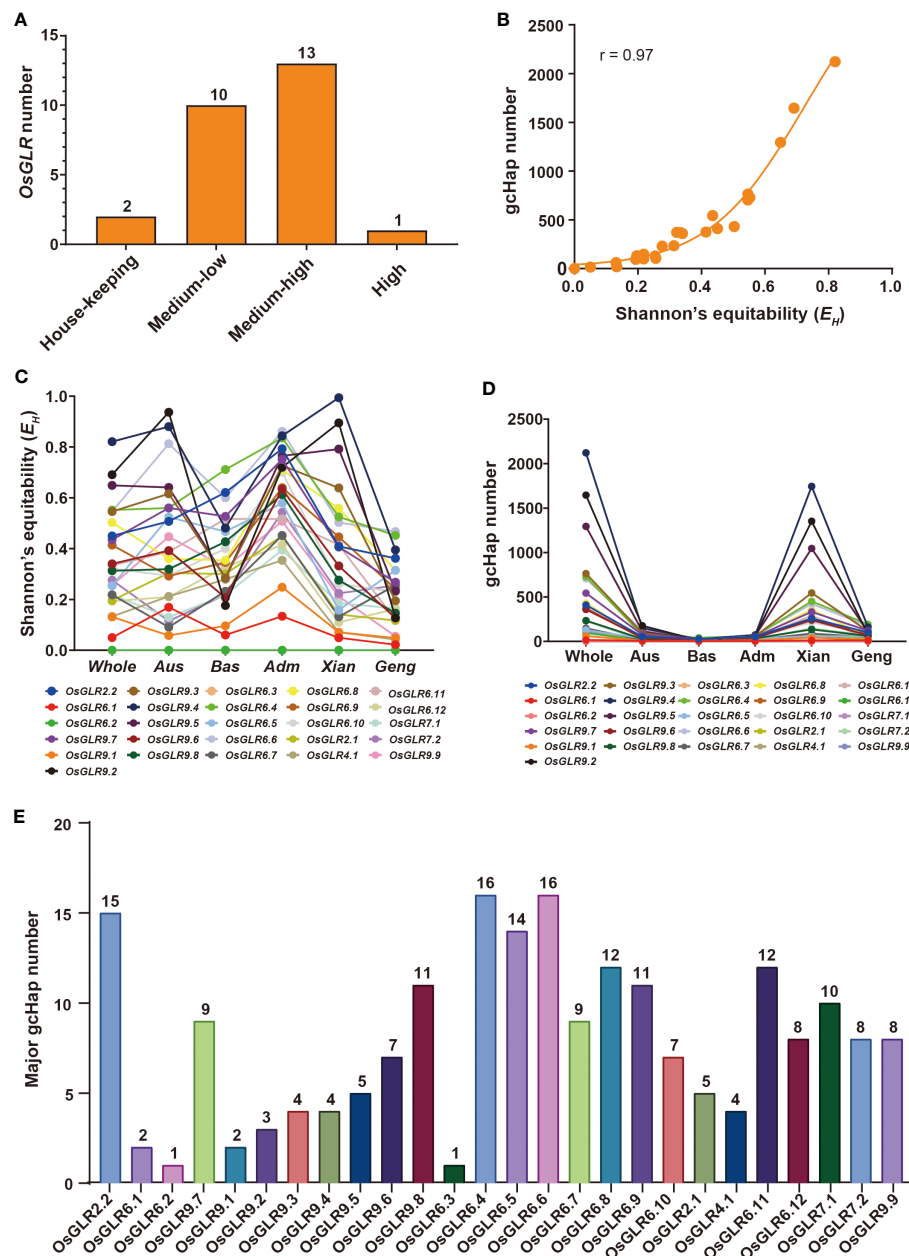 A
OsGLR number
15
10
5
0
2
10
13
1
House-keeping
Medium-low
Medium-high
High
B
gcHap number
2500
2000
1500
1000
500
0
r = 0.97
0.0 0.2 0.4 0.6 0.8 1.0
Shannon's equitability (EH)
C
Shannon's equitability (EH)
1.0
0.8
0.6
0.4
0.2
0.0
Whole Aus Bas Adm Xian Geng
OsGLR2.2 OsGLR9.3 OsGLR6.3 OsGLR6.8 OsGLR6.11
OsGLR6.1 OsGLR9.4 OsGLR6.4 OsGLR6.9 OsGLR6.12
OsGLR6.2 OsGLR9.5 OsGLR6.5 OsGLR6.10 OsGLR7.1
OsGLR9.7 OsGLR9.6 OsGLR6.6 OsGLR2.1 OsGLR7.2
OsGLR9.1 OsGLR9.8 OsGLR6.7 OsGLR4.1 OsGLR9.9
OsGLR9.2
D
gcHap number
2500
2000
1500
1000
500
0
Whole Aus Bas Adm Xian Geng
OsGLR2.2 OsGLR9.3 OsGLR6.3 OsGLR6.8 OsGLR6.1
OsGLR6.1 OsGLR9.4 OsGLR6.4 OsGLR6.9 OsGLR6.1
OsGLR6.2 OsGLR9.5 OsGLR6.5 OsGLR6.10 OsGLR7.1
OsGLR9.7 OsGLR9.6 OsGLR6.6 OsGLR2.1 OsGLR7.2
OsGLR9.1 OsGLR9.8 OsGLR6.7 OsGLR4.1 OsGLR9.9
OsGLR9.2
E
Major gcHap number
20
15
10
5
0
15 2 1 9 2 3 4 4 5 7 11 1 16 14 16 9 12 11 7 5 4 12 8 10 8 8
OsGLR2.2 OsGLR6.1 OsGLR6.2 OsGLR9.7 OsGLR9.1 OsGLR9.2 OsGLR9.3 OsGLR9.4 OsGLR9.5 OsGLR9.6 OsGLR9.8 OsGLR6.3 OsGLR6.4 OsGLR6.5 OsGLR6.6 OsGLR6.7 OsGLR6.8 OsGLR6.9 OsGLR6.10 OsGLR2.1 OsGLR4.1 OsGLR6.11 OsGLR6.12 OsGLR7.1 OsGLR7.2 OsGLR9.9